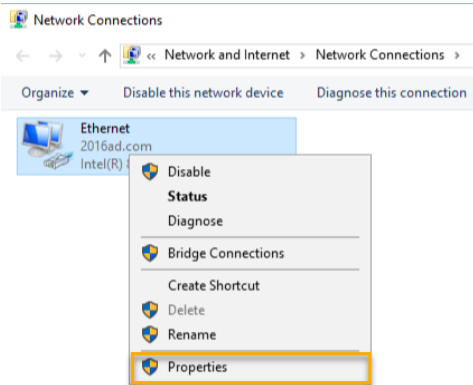 Network Connections
« Network and Internet > Network Connections >
Organize Disable this network device Diagnose this connection
Ethernet
2016ad.com
Intel(R)
Disable
Status
Diagnose
Bridge Connections
Create Shortcut
Delete
Rename
Properties